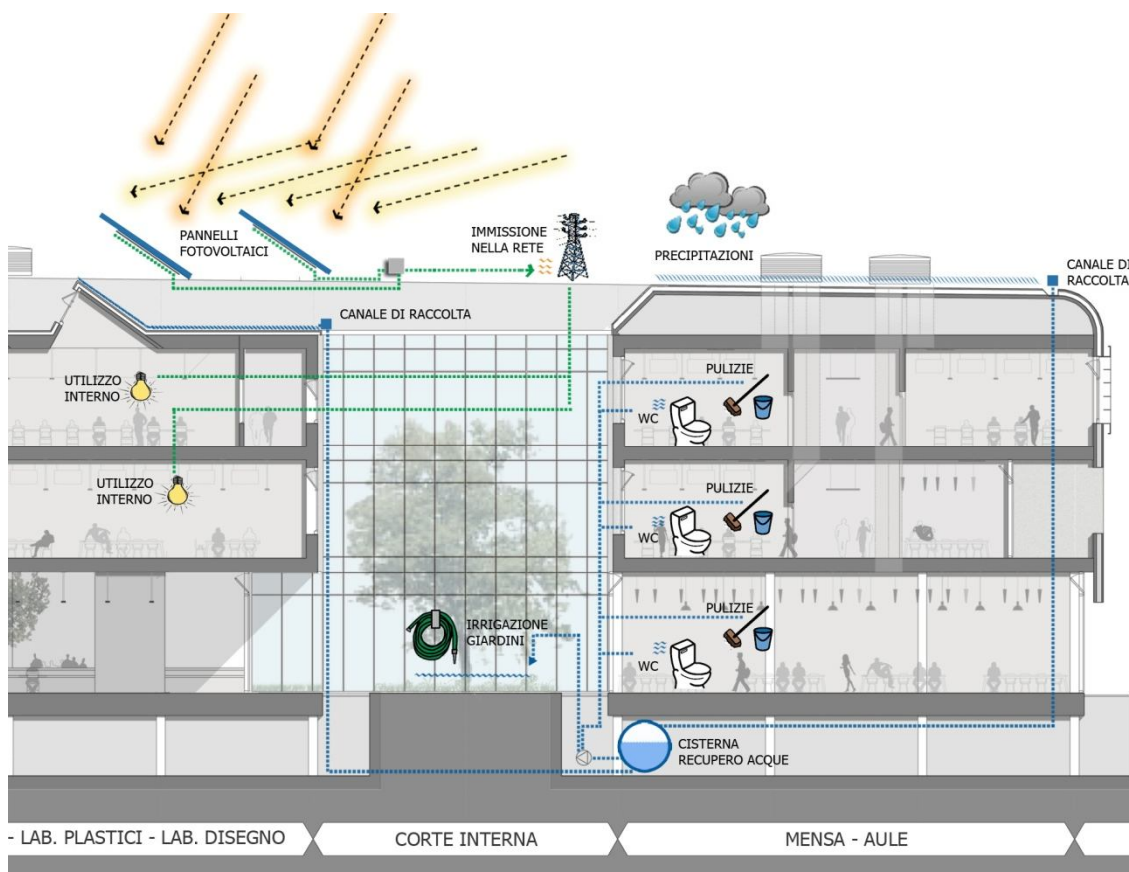 PANNELLI
FOTOVOLTAICI
IMMISSIONE
NELLA RETE
PRECIPITAZIONI
CANALE DI
RACCOLTA
CANALE DI RACCOLTA
UTILIZZO
INTERNO
PULIZIE
WC
UTILIZZO
INTERNO
PULIZIE
WC
IRRIGAZIONE
GIARDINI
PULIZIE
WC
CISTERNA
RECUPERO ACQUE
- LAB. PLASTICI - LAB. DISEGNO
CORTE INTERNA
MENSA - AULE